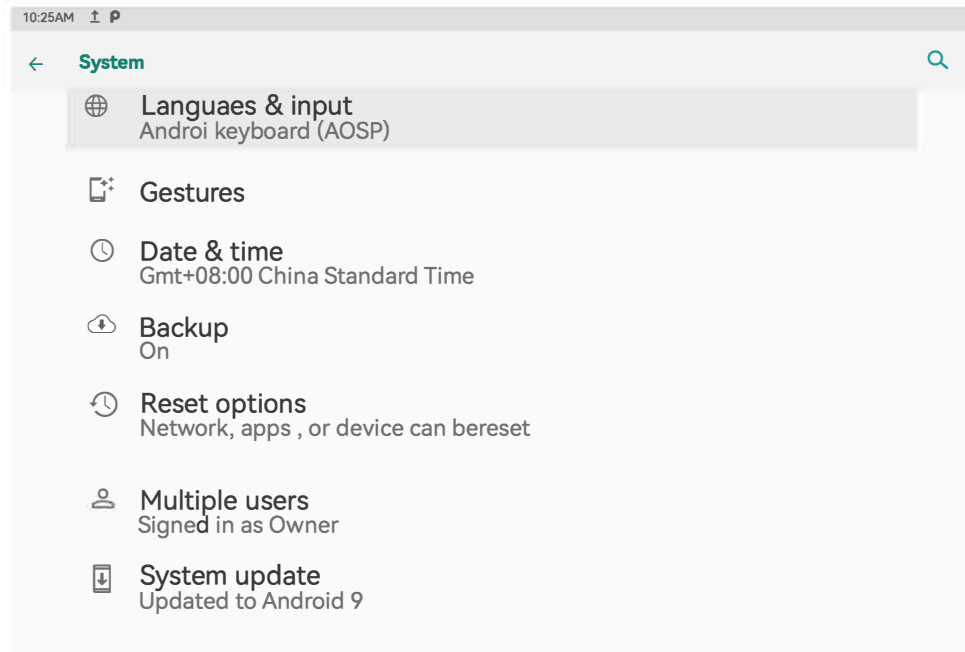 10:25AM
System
Languaes & input
Androi keyboard (AOSP)
Gestures
Date & time
Gmt+08:00 China Standard Time
Backup
On
Reset options
Network, apps , or device can bereset
Multiple users
Signed in as Owner
System update
Updated to Android 9